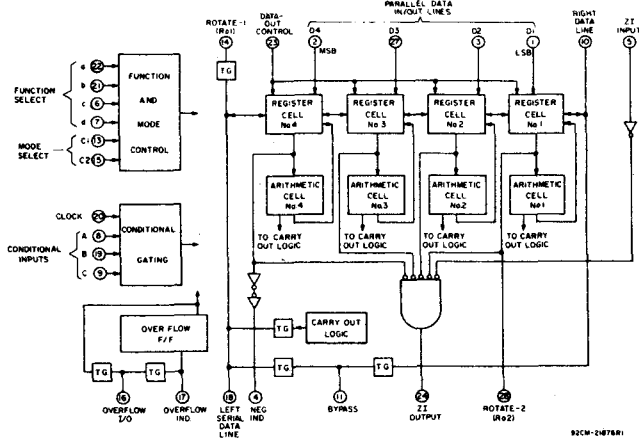 PARALLEL DATA
IN/OUT LINES
ROTATE-1
(Ro1)
14
DATA-
OUT
CONTROL
23
D4
2
MSB
D3
27
D2
3
D1
1
LSB
RIGHT
DATA
LINE
10
ZI
INPUT
5
TG
FUNCTION
SELECT
a 22
b 21
c 6
d 7
MODE
SELECT
C1 13
C2 15
FUNCTION
AND
MODE
CONTROL
REGISTER
CELL
No.4
REGISTER
CELL
No.3
REGISTER
CELL
No.2
REGISTER
CELL
No.1
ARITHMETIC
CELL
No.4
ARITHMETIC
CELL
No.3
ARITHMETIC
CELL
No.2
ARITHMETIC
CELL
No.1
TO CARRY
OUT LOGIC
TO CARRY
OUT LOGIC
TO CARRY
OUT LOGIC
TO CARRY
OUT LOGIC
CLOCK 20
CONDITIONAL
INPUTS
A 8
B 19
C 9
CONDITIONAL
GATING
OVER FLOW
F/F
TG
TG
16
OVERFLOW
I/O
17
OVERFLOW
IND.
TG
CARRY OUT
LOGIC
TG
TG
18
LEFT
SERIAL DATA
LINE
4
NEG
IND
11
BYPASS
24
ZI
OUTPUT
28
ROTATE-2
(Ro2)
92CM-21876R1